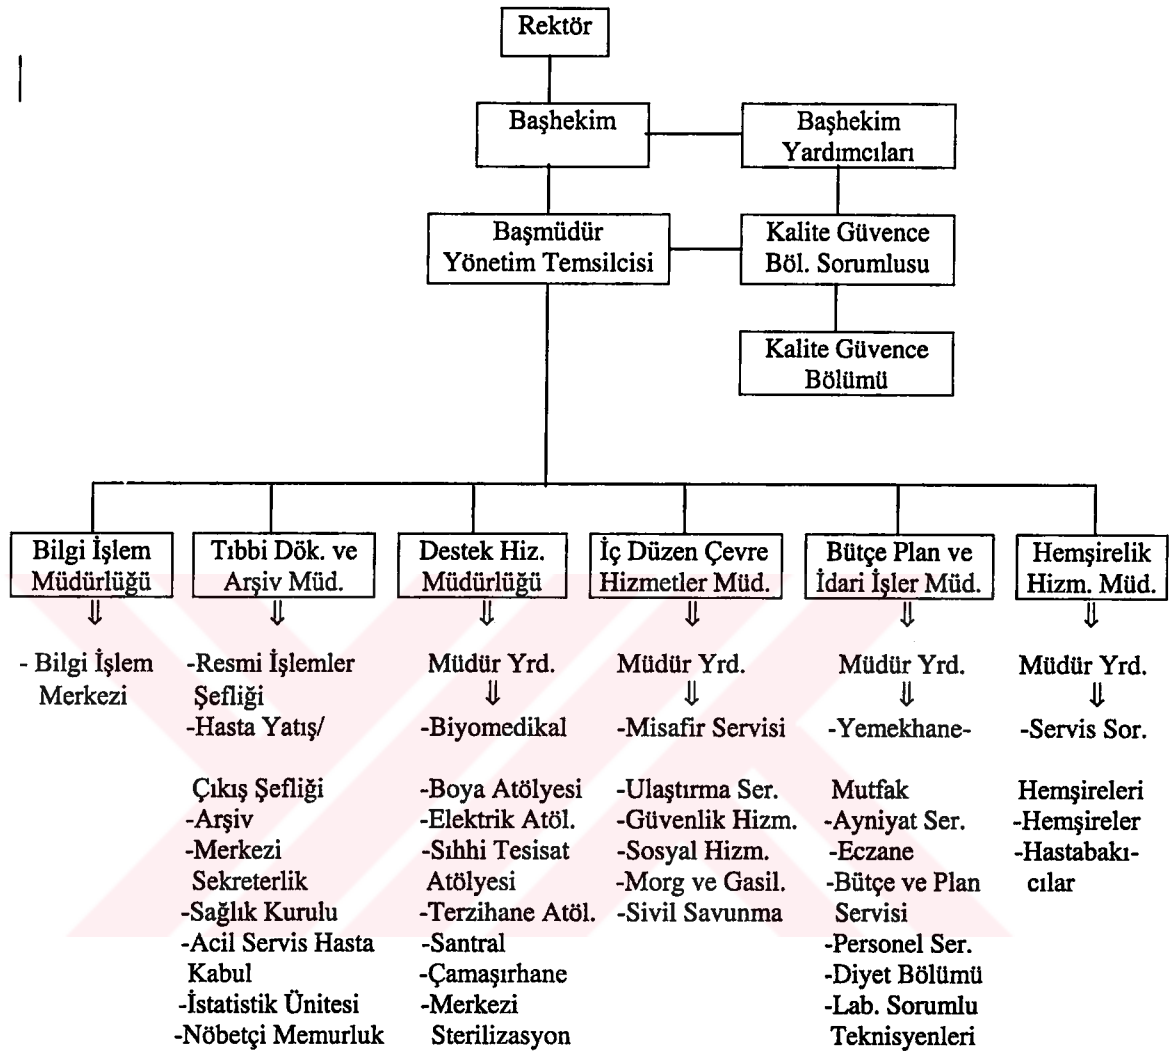 Rektör
Başhekim
Başhekim
Yardımcıları
Başmüdür
Yönetim Temsilcisi
Kalite Güvence
Böl. Sorumlusu
Kalite Güvence
Bölümü
Bilgi İşlem
Müdürlüğü
⇓
- Bilgi İşlem
Merkezi
Tıbbi Dök. ve
Arşiv Müd.
⇓
-Resmi İşlemler
Şefliği
-Hasta Yatış/
Çıkış Şefliği
-Arşiv
-Merkezi
Sekreterlik
-Sağlık Kurulu
-Acil Servis Hasta
Kabul
-İstatistik Ünitesi
-Nöbetçi Memurluk
Destek Hiz.
Müdürlüğü
⇓
Müdür Yrd.
⇓
-Biyomedikal
-Boya Atölyesi
-Elektrik Atöl.
-Sıhhi Tesisat
Atölyesi
-Terzihane Atöl.
-Santral
-Çamaşırhane
-Merkezi
Sterilizasyon
İç Düzen Çevre
Hizmetler Müd.
⇓
Müdür Yrd.
⇓
-Misafir Servisi
-Ulaştırma Ser.
-Güvenlik Hizm.
-Sosyal Hizm.
-Morg ve Gasil.
-Sivil Savunma
Bütçe Plan ve
İdari İşler Müd.
⇓
Müdür Yrd.
⇓
-Yemekhane-
Mutfak
-Ayniyat Ser.
-Eczane
-Bütçe ve Plan
Servisi
-Personel Ser.
-Diyet Bölümü
-Lab. Sorumlu
Teknisyenleri
Hemşirelik
Hizm. Müd.
⇓
Müdür Yrd.
⇓
-Servis Sor.
Hemşireleri
-Hemşireler
-Hastabakı-
cılar